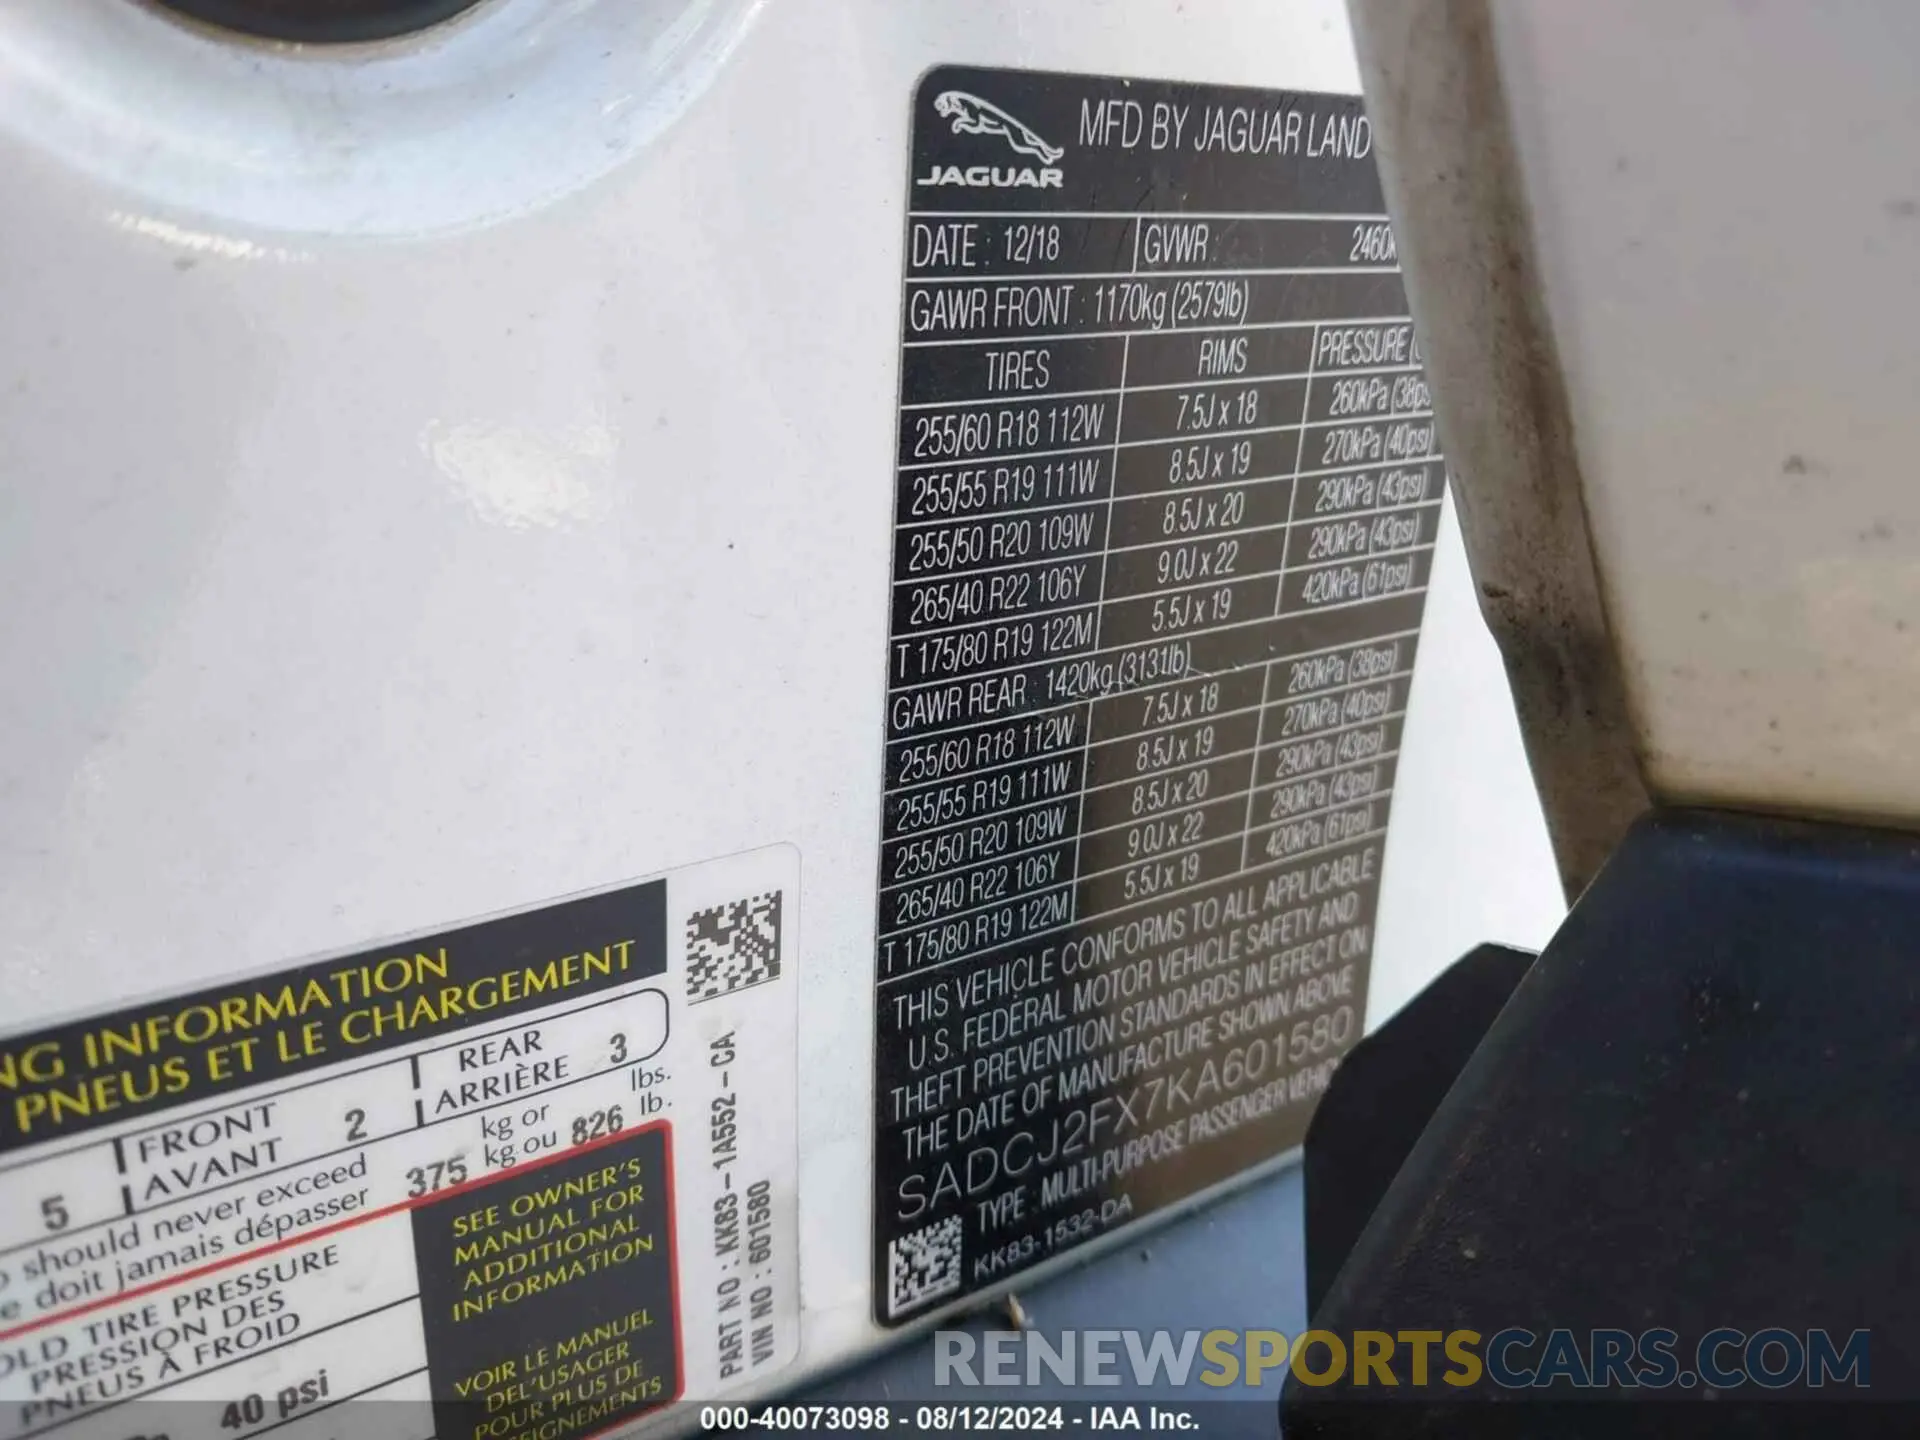 JAGUAR
MFD BY JAGUAR LAND
DATE : 12/18 GVWR : 2460k
GAWR FRONT : 1170kg (2579lb)
TIRES RIMS PRESSURE
255/60 R18 112W 7.5J x 18 260kPa (38ps
255/55 R19 111W 8.5J x 19 270kPa (40psi)
255/50 R20 109W 8.5J x 20 290kPa (43psi)
265/40 R22 106Y 9.0J x 22 290kPa (43psi)
T 175/80 R19 122M 5.5J x 19 420kPa (61psi)
GAWR REAR : 1420kg (3131lb)
255/60 R18 112W 7.5J x 18 260kPa (38psi)
255/55 R19 111W 8.5J x 19 270kPa (40psi)
255/50 R20 109W 8.5J x 20 290kPa (43psi)
265/40 R22 106Y 9.0J x 22 290kPa (43psi)
T 175/80 R19 122M 5.5J x 19 420kPa (61psi)
THIS VEHICLE CONFORMS TO ALL APPLICABLE
U.S. FEDERAL MOTOR VEHICLE SAFETY AND
THEFT PREVENTION STANDARDS IN EFFECT ON
THE DATE OF MANUFACTURE SHOWN ABOVE
SADCJ2FX7KA601580
TYPE : MULTI-PURPOSE PASSENGER VEHIC
KK83-1532-DA
NG INFORMATION
PNEUS ET LE CHARGEMENT
5 FRONT 2 REAR 3
AVANT ARRIÈRE
should never exceed 375 kg or 826 lbs.
doit jamais dépasser kg ou lb.
OLD TIRE PRESSURE
PRESSION DES
PNEUS À FROID
40 psi
SEE OWNER'S
MANUAL FOR
ADDITIONAL
INFORMATION
VOIR LE MANUEL
DEL'USAGER
POUR PLUS DE
SEIGNEMENTS
PART NO : KK83-1A552-CA
VIN NO : 601580
RENEWSPORTSCARS.COM
000-40073098 - 08/12/2024 - IAA Inc.